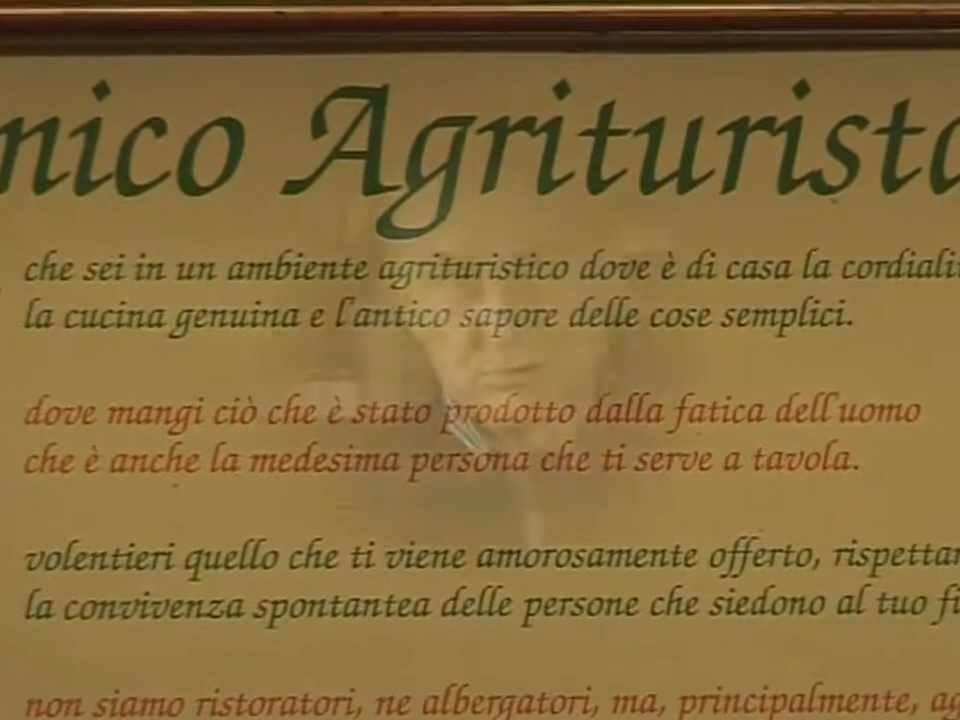 nico Agriturista
che sei in un ambiente agrituristico dove è di casa la cordiali
la cucina genuina e l'antico sapore delle cose semplici.
dove mangi ciò che è stato prodotto dalla fatica dell'uomo
che è anche la medesima persona che ti serve a tavola.
volentieri quello che ti viene amorosamente offerto, rispettan
la convivenza spontantea delle persone che siedono al tuo fi
non siamo ristoratori, ne albergatori, ma, principalmente, ag